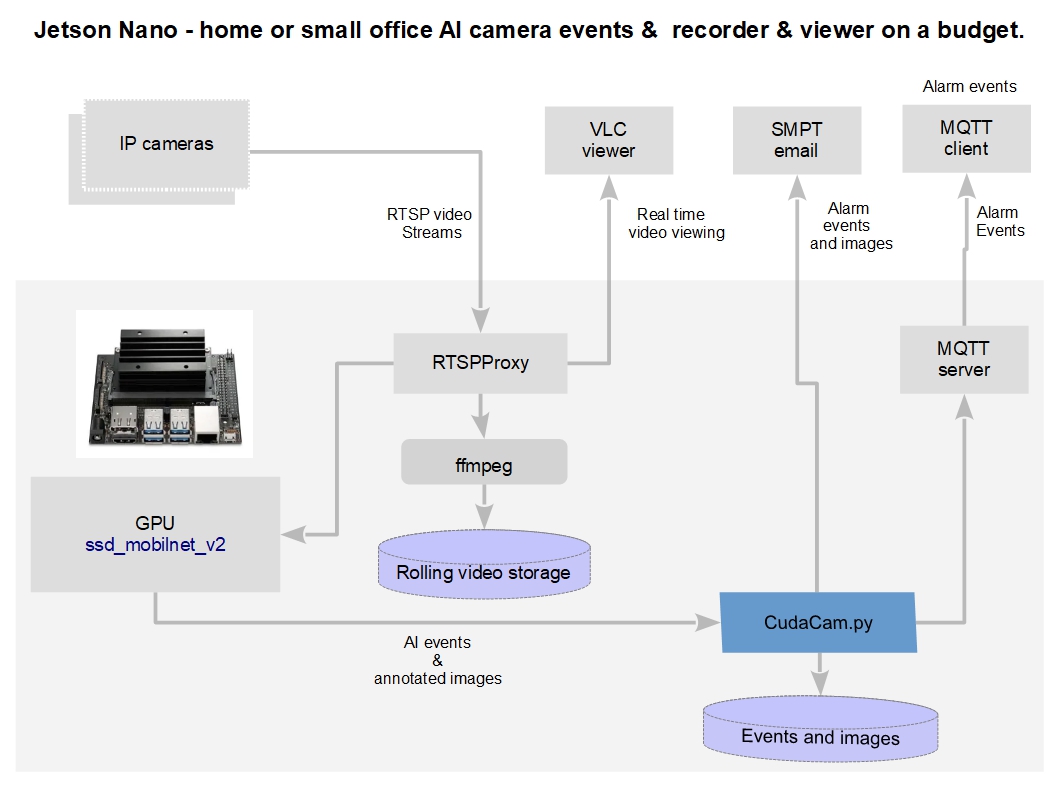 Jetson Nano - home or small office AI camera events &  recorder & viewer on a budget.
Alarm events
IP cameras
VLC
viewer
SMPT
email
MQTT
client
RTSP video
Streams
Real time
video viewing
Alarm
events
and images
Alarm
Events
RTSPProxy
MQTT
server
ffmpeg
GPU
ssd_mobilnet_v2
Rolling video storage
CudaCam.py
AI events
&
annotated images
Events and images